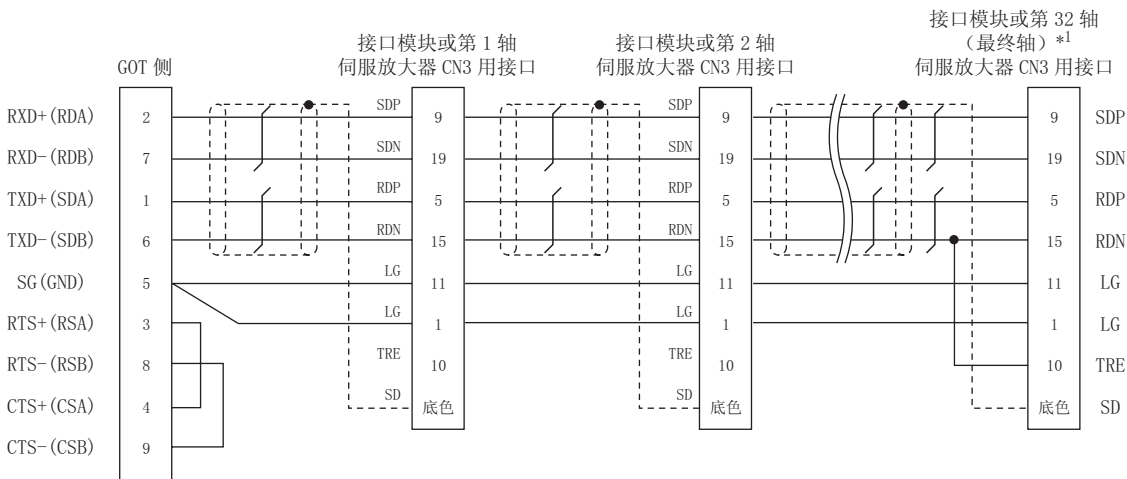 接口模块或第 32 轴
（最终轴）*1
伺服放大器 CN3 用接口
接口模块或第 1 轴
伺服放大器 CN3 用接口
接口模块或第 2 轴
伺服放大器 CN3 用接口
GOT 侧
RXD+(RDA) 2 SDP 9 SDP 9 9 SDP
RXD-(RDB) 7 SDN 19 SDN 19 19 SDN
TXD+(SDA) 1 RDP 5 RDP 5 5 RDP
TXD-(SDB) 6 RDN 15 RDN 15 15 RDN
SG(GND) 5 LG 11 LG 11 11 LG
RTS+(RSA) 3 LG 1 LG 1 1 LG
RTS-(RSB) 8 TRE 10 TRE 10 10 TRE
CTS+(CSA) 4 SD 底色 SD 底色 底色 SD
CTS-(CSB) 9